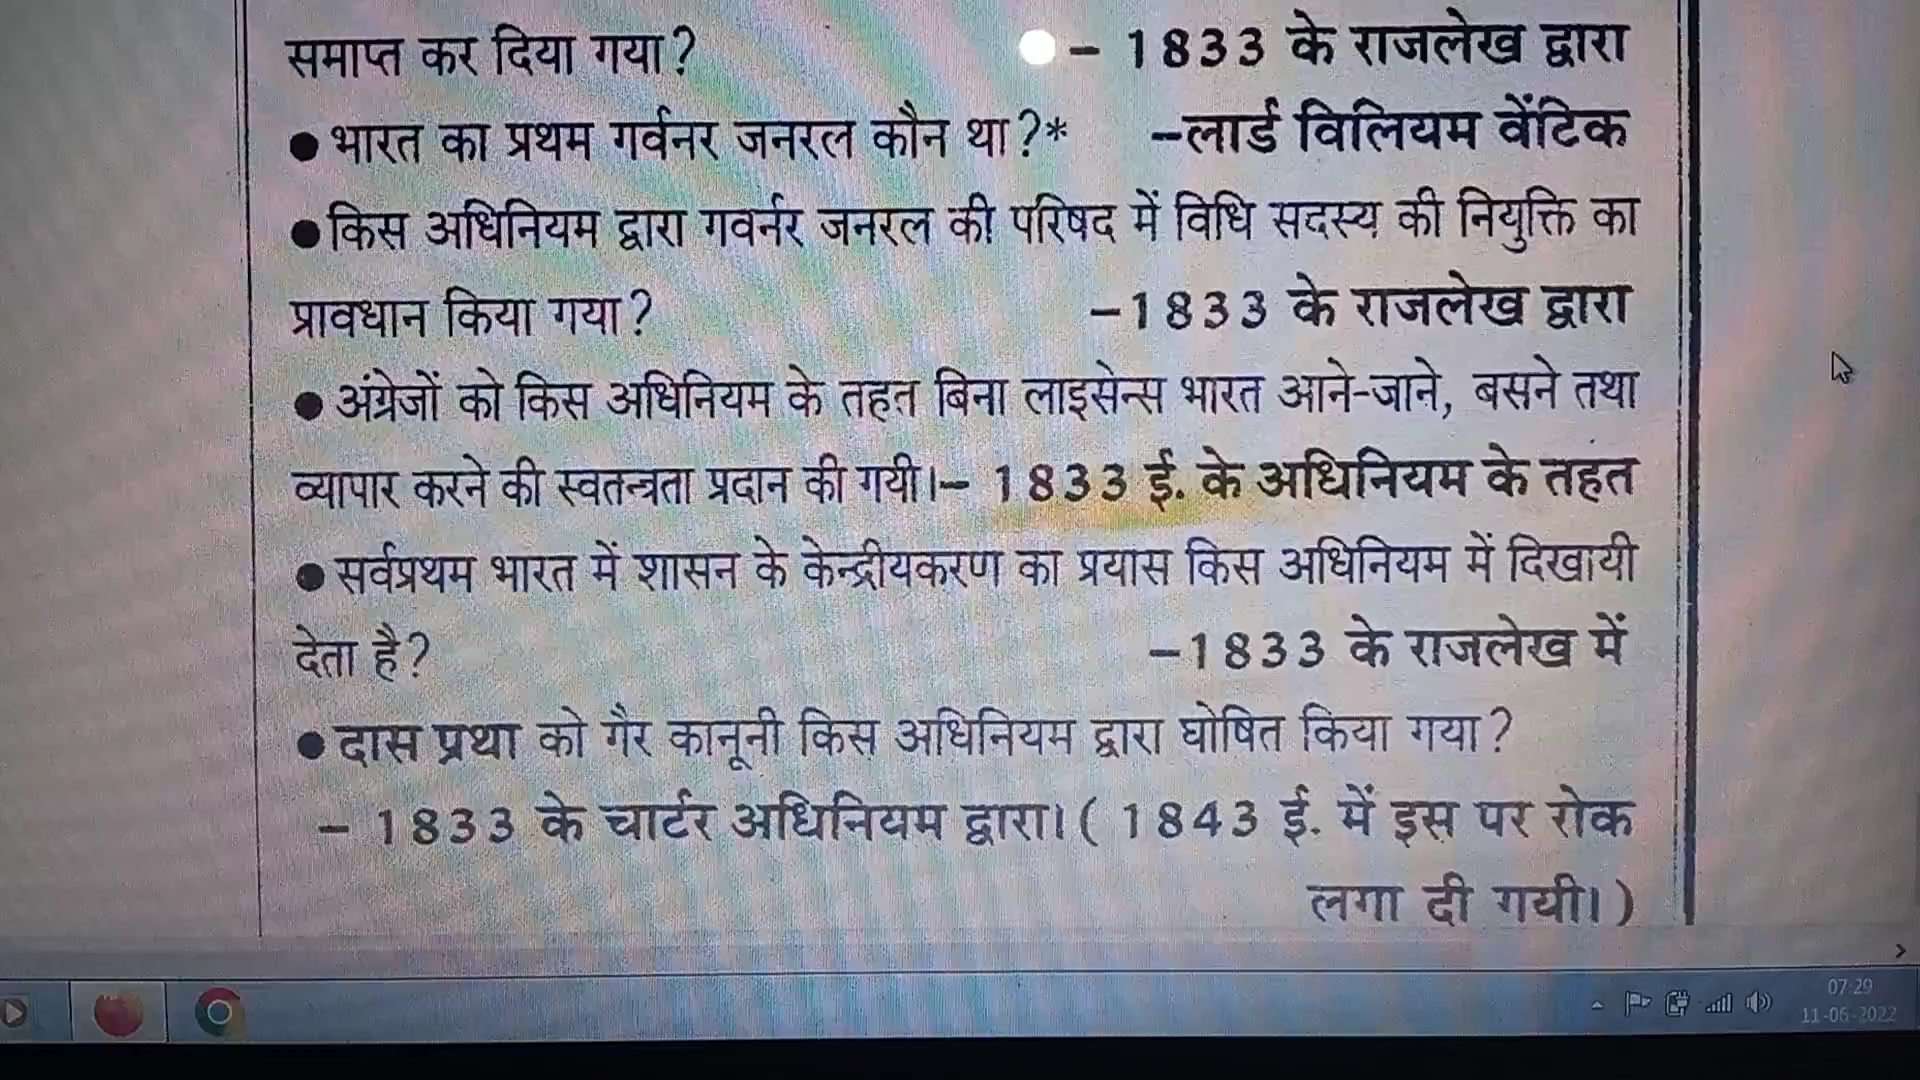 समाप्त कर दिया गया? – 1833 के राजलेख द्वारा
● भारत का प्रथम गर्वनर जनरल कौन था?* –लार्ड विलियम वेंटिक
● किस अधिनियम द्वारा गवर्नर जनरल की परिषद में विधि सदस्य की नियुक्ति का
प्रावधान किया गया? –1833 के राजलेख द्वारा
● अंग्रेजों को किस अधिनियम के तहत बिना लाइसेन्स भारत आने-जाने, बसने तथा
व्यापार करने की स्वतन्त्रता प्रदान की गयी।– 1833 ई. के अधिनियम के तहत
● सर्वप्रथम भारत में शासन के केन्द्रीयकरण का प्रयास किस अधिनियम में दिखायी
देता है? –1833 के राजलेख में
● दास प्रथा को गैर कानूनी किस अधिनियम द्वारा घोषित किया गया?
– 1833 के चार्टर अधिनियम द्वारा। ( 1843 ई. में इस पर रोक
लगा दी गयी। )
07:29
11-06-2022